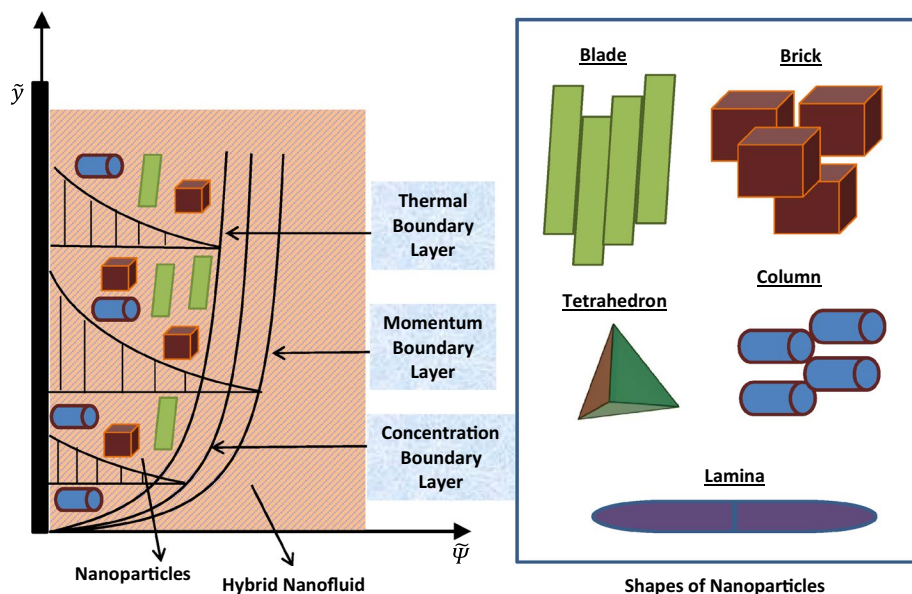 ỹ
Thermal
Boundary
Layer
Momentum
Boundary
Layer
Concentration
Boundary
Layer
Ψ̃
Nanoparticles
Hybrid Nanofluid
Blade
Brick
Tetrahedron
Column
Lamina
Shapes of Nanoparticles